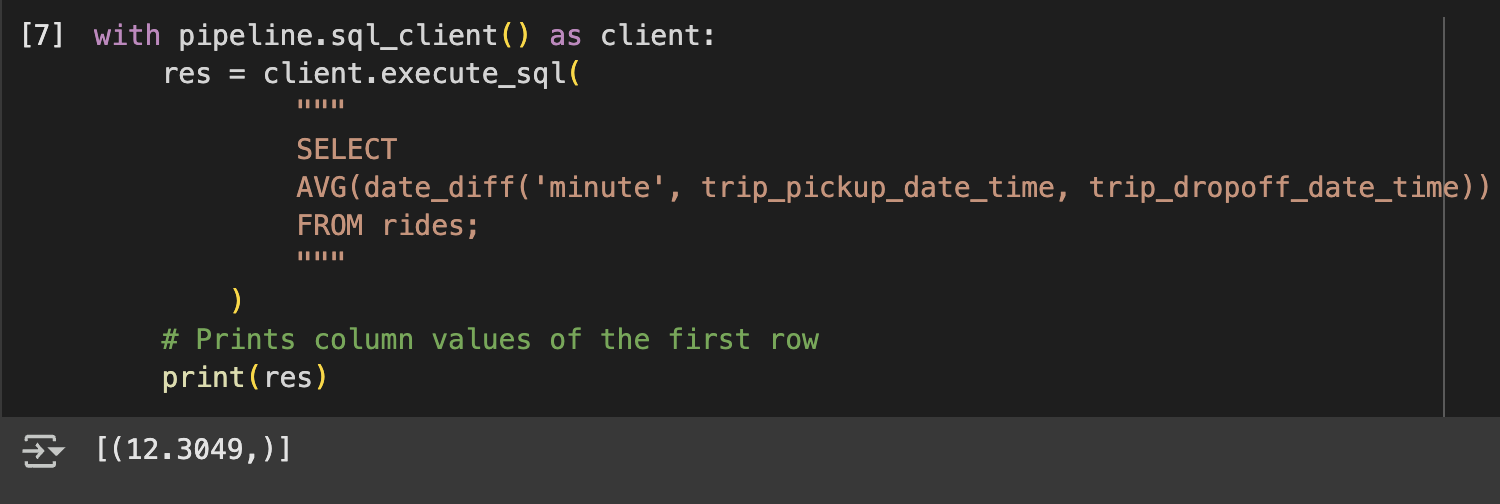 [7] with pipeline.sql_client() as client:
res = client.execute_sql(
"""
SELECT
AVG(date_diff('minute', trip_pickup_date_time, trip_dropoff_date_time))
FROM rides;
"""
)
# Prints column values of the first row
print(res)
[(12.3049,)]